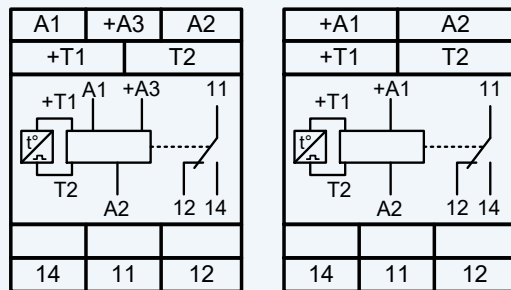 A1 +A3 A2
+T1 T2
+T1 A1 +A3 11
t°
T2
A2 12 14
14 11 12
+A1 A2
+T1 T2
+T1 +A1 11
t°
T2
A2 12 14
14 11 12